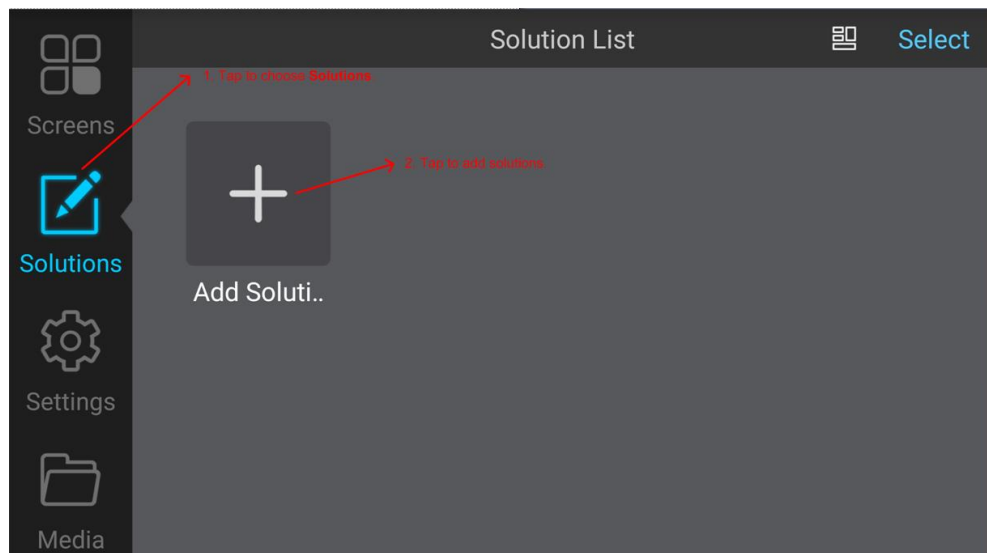 Solution List
Select
Screens
1. Tap to choose Solutions
2. Tap to add solutions
Solutions
Add Soluti..
Settings
Media